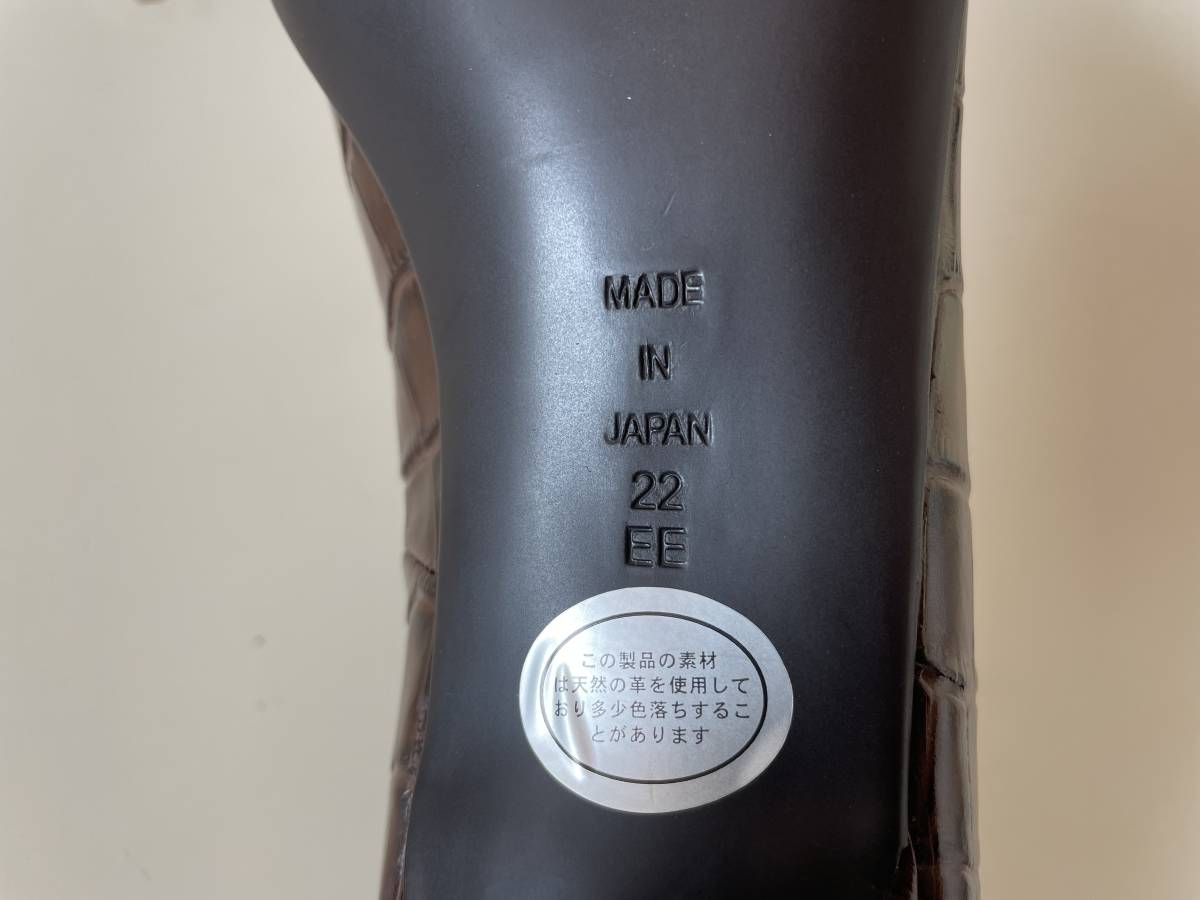 MADE
IN
JAPAN
22
EE
この製品の素材
は天然の革を使用して
おり多少色落ちするこ
とがあります